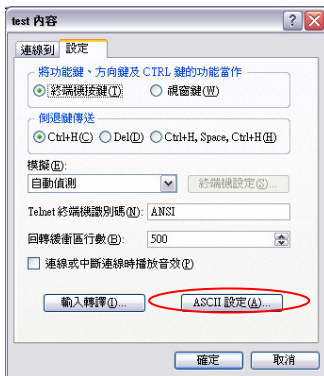 test 內容
連線到 設定
將功能鍵、方向鍵及 CTRL 鍵的功能當作
終端機按鍵(T) 視窗鍵(W)
倒退鍵傳送
Ctrl+H(C) Del(D) Ctrl+H, Space, Ctrl+H(H)
模擬(E):
自動偵測 終端機設定(S)...
Telnet 終端機識別碼(N): ANSI
回轉緩衝區行數(B): 500
連線或中斷連線時播放音效(P)
輸入轉譯(I)... ASCII 設定(A)...
確定 取消